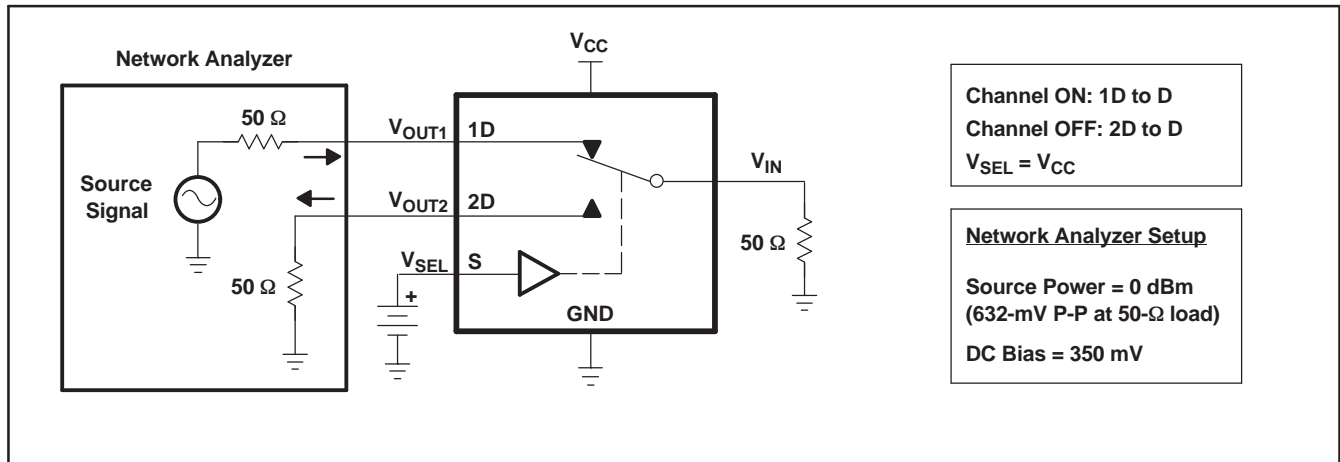 Network Analyzer
50 Ω
Source
Signal
50 Ω
VOUT1
1D
VOUT2
2D
VSEL
S
+
VCC
GND
VIN
50 Ω
Channel ON: 1D to D
Channel OFF: 2D to D
VSEL = VCC
Network Analyzer Setup
Source Power = 0 dBm
(632-mV P-P at 50-Ω load)
DC Bias = 350 mV